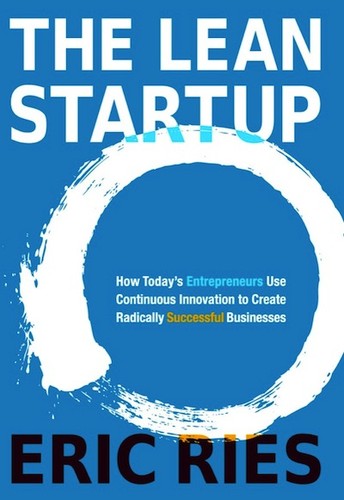 THE LEAN
STARTUP
How Today's Entrepreneurs Use
Continuous Innovation to Create
Radically Successful Businesses
ERIC RIES